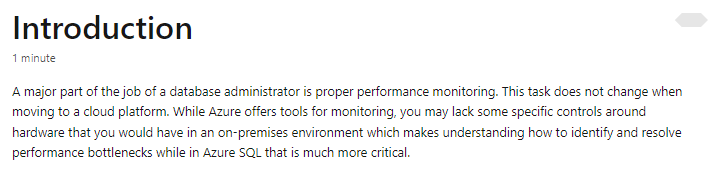 Introduction
1 minute
A major part of the job of a database administrator is proper performance monitoring. This task does not change when
moving to a cloud platform. While Azure offers tools for monitoring, you may lack some specific controls around
hardware that you would have in an on-premises environment which makes understanding how to identify and resolve
performance bottlenecks while in Azure SQL that is much more critical.